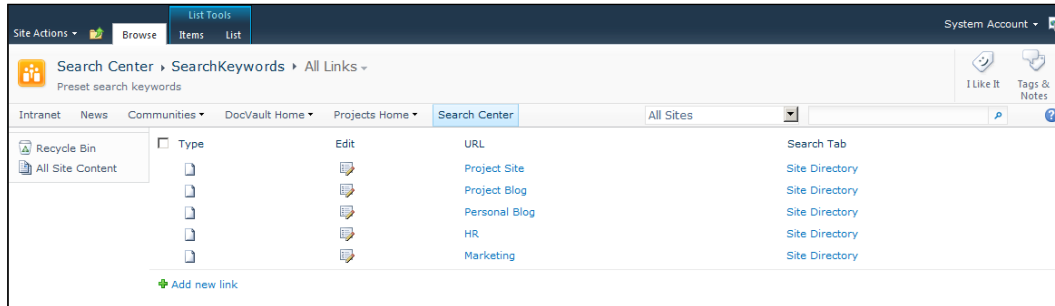 List Tools
Site Actions Browse Items List System Account
Search Center SearchKeywords All Links
Preset search keywords
I Like It Tags & Notes
Intranet News Communities DocVault Home Projects Home Search Center All Sites
Recycle Bin
All Site Content
Type Edit URL Search Tab
Project Site Site Directory
Project Blog Site Directory
Personal Blog Site Directory
HR Site Directory
Marketing Site Directory
Add new link